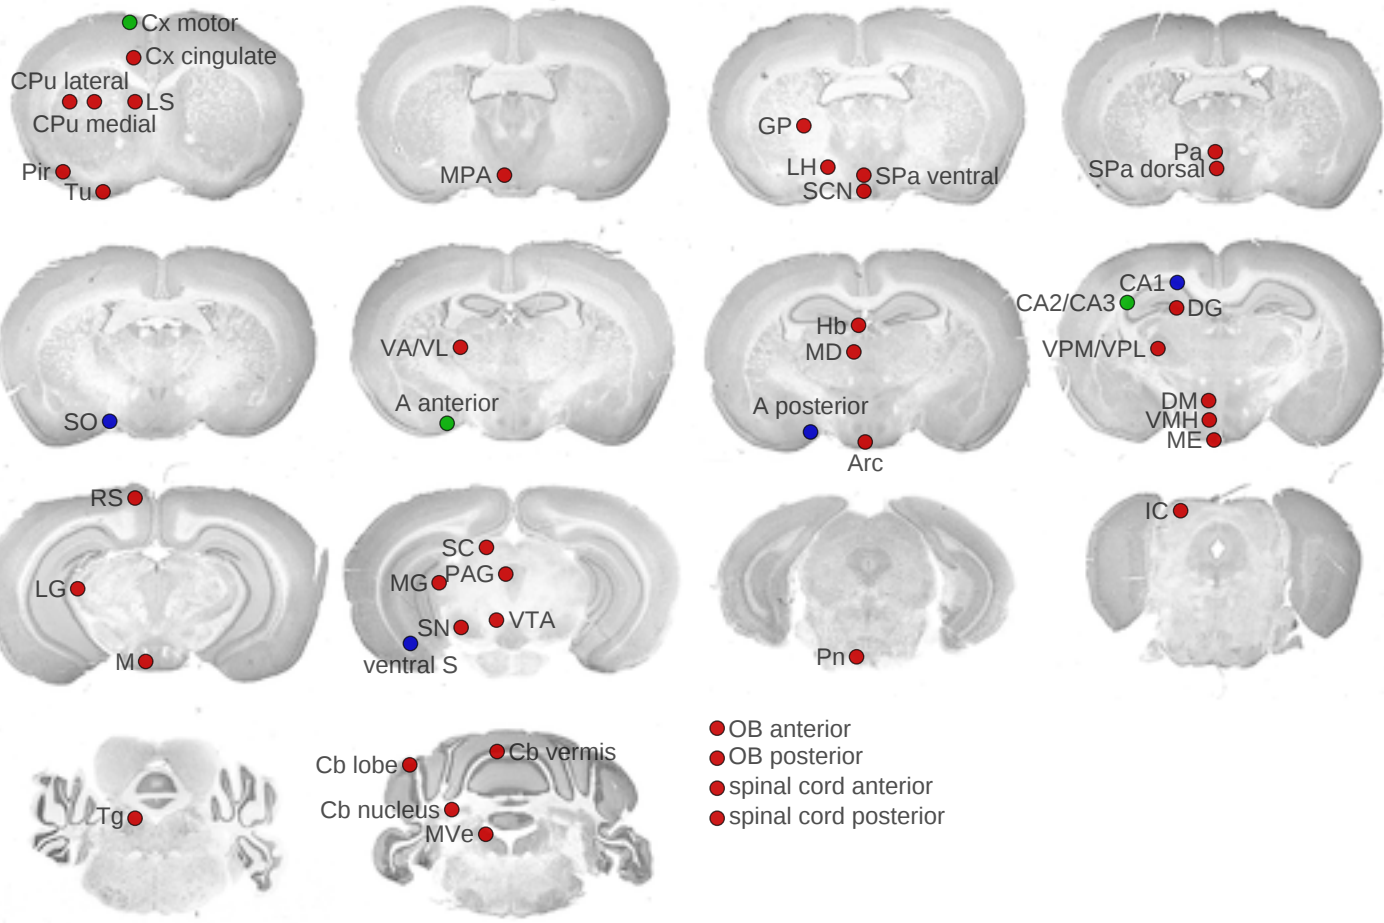 Cx motor
Cx cingulate
CPu lateral
LS
CPu medial
Pir
Tu
MPA
GP
LH
SPa ventral
SCN
Pa
SPa dorsal
SO
VA/VL
A anterior
Hb
MD
A posterior
Arc
CA1
CA2/CA3
DG
VPM/VPL
DM
VMH
ME
RS
LG
M
SC
MG
PAG
SN
VTA
ventral S
Pn
IC
Tg
Cb lobe
Cb vermis
Cb nucleus
MVe
OB anterior
OB posterior
spinal cord anterior
spinal cord posterior